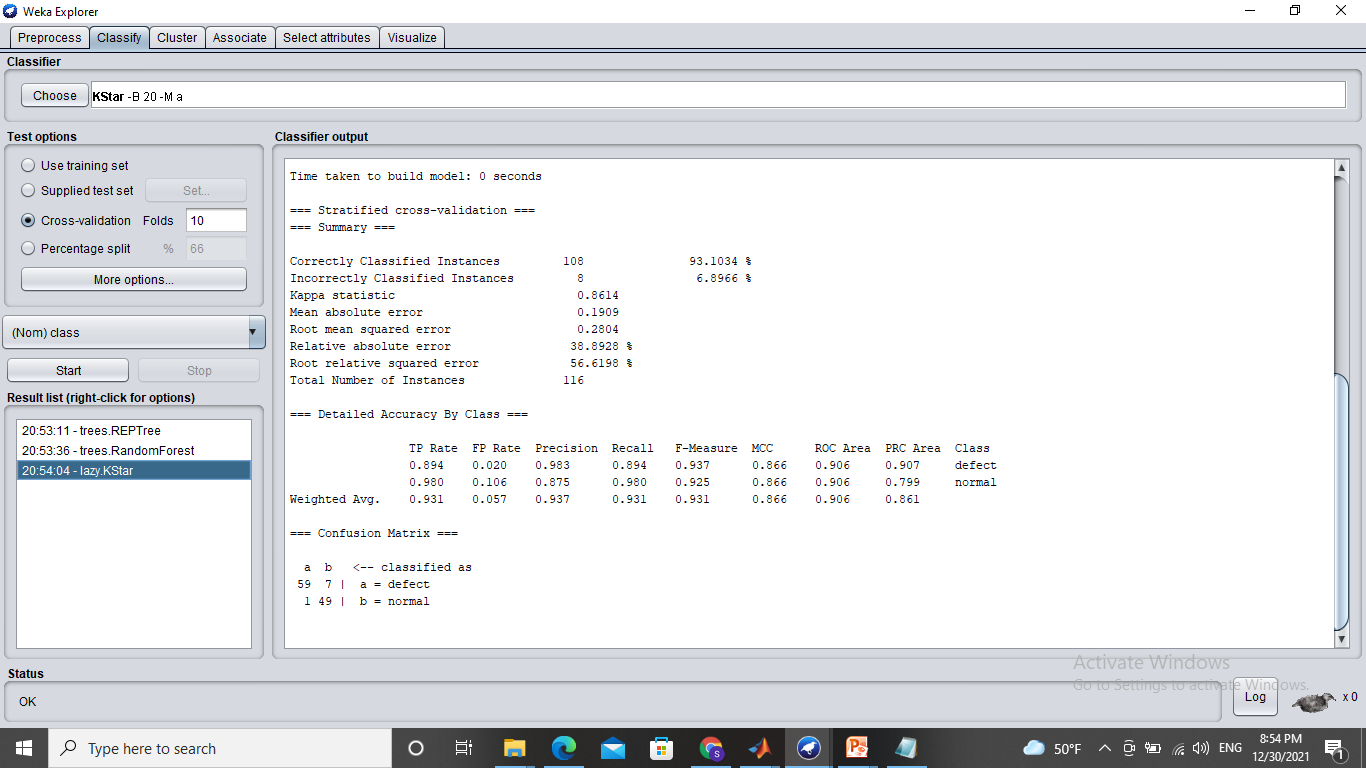 Weka Explorer
Preprocess Classify Cluster Associate Select attributes Visualize
Classifier
Choose KStar -B 20 -M a
Test options
Use training set
Supplied test set Set...
Cross-validation Folds 10
Percentage split % 66
More options...
(Nom) class
Start Stop
Result list (right-click for options)
20:53:11 - trees.REPTree
20:53:36 - trees.RandomForest
20:54:04 - lazy.KStar
Classifier output
Time taken to build model: 0 seconds
=== Stratified cross-validation ===
=== Summary ===
Correctly Classified Instances 108 93.1034 %
Incorrectly Classified Instances 8 6.8966 %
Kappa statistic 0.8614
Mean absolute error 0.1909
Root mean squared error 0.2804
Relative absolute error 38.8928 %
Root relative squared error 56.6198 %
Total Number of Instances 116
=== Detailed Accuracy By Class ===
TP Rate FP Rate Precision Recall F-Measure MCC ROC Area PRC Area Class
0.894 0.020 0.983 0.894 0.937 0.866 0.906 0.907 defect
0.980 0.106 0.875 0.980 0.925 0.866 0.906 0.799 normal
Weighted Avg. 0.931 0.057 0.937 0.931 0.931 0.866 0.906 0.861
=== Confusion Matrix ===
a b <-- classified as
59 7 | a = defect
1 49 | b = normal
Status
OK
Activate Windows
Go to Settings to activate Windows.
Log x 0
Type here to search
50°F
ENG
8:54 PM
12/30/2021
1